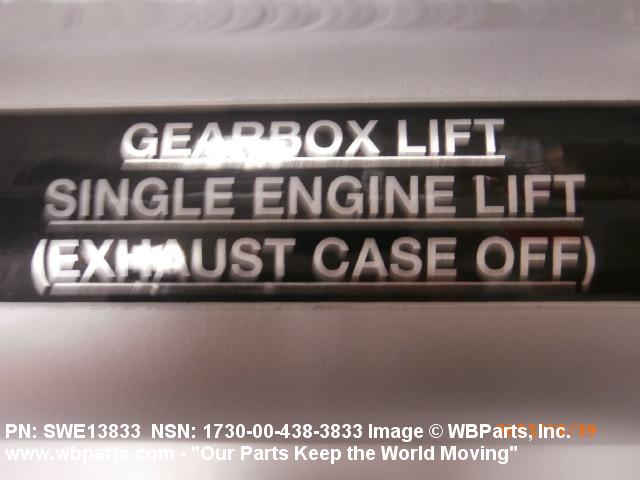 GEARBOX LIFT
SINGLE ENGINE LIFT
(EXHAUST CASE OFF)
PN: SWE13833 NSN: 1730-00-438-3833 Image © WBParts, Inc.
www.wbparts.com - "Our Parts Keep the World Moving"